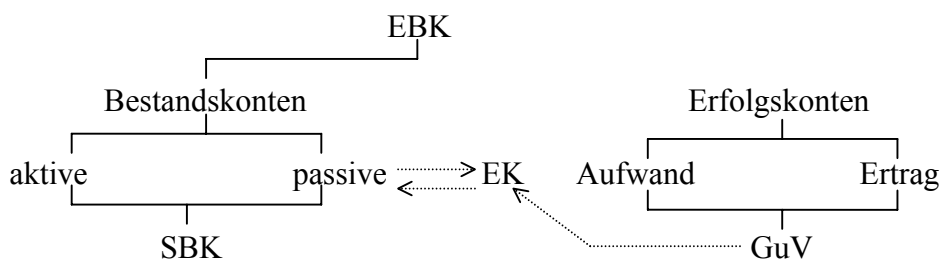 EBK
Bestandskonten Erfolgskonten
aktive passive EK Aufwand Ertrag
SBK GuV